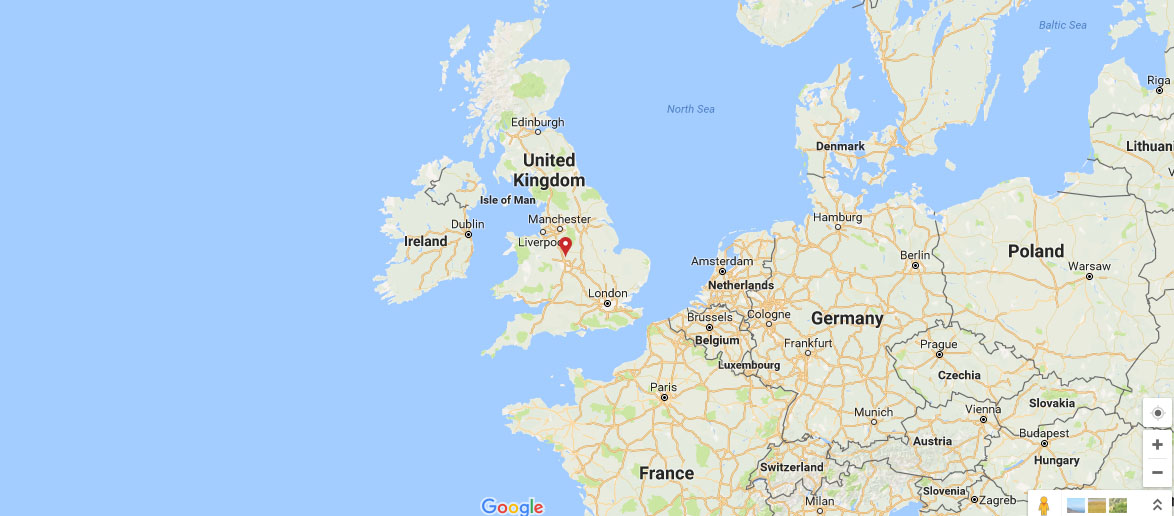 Baltic Sea
Riga
North Sea
Edinburgh
Denmark
Lithuan
United
Kingdom
Isle of Man
Manchester
Dublin
Ireland
Liverpo
Hamburg
Poland
Berlin
Amsterdam
Warsaw
Netherlands
London
Brussels
Cologne
Germany
Belgium
Frankfurt
Prague
Luxembourg
Czechia
Paris
Slovakia
Munich
Vienna
Budapest
Austria
Hungary
France
Switzerland
Slovenia
Zagreb
Milan
Google